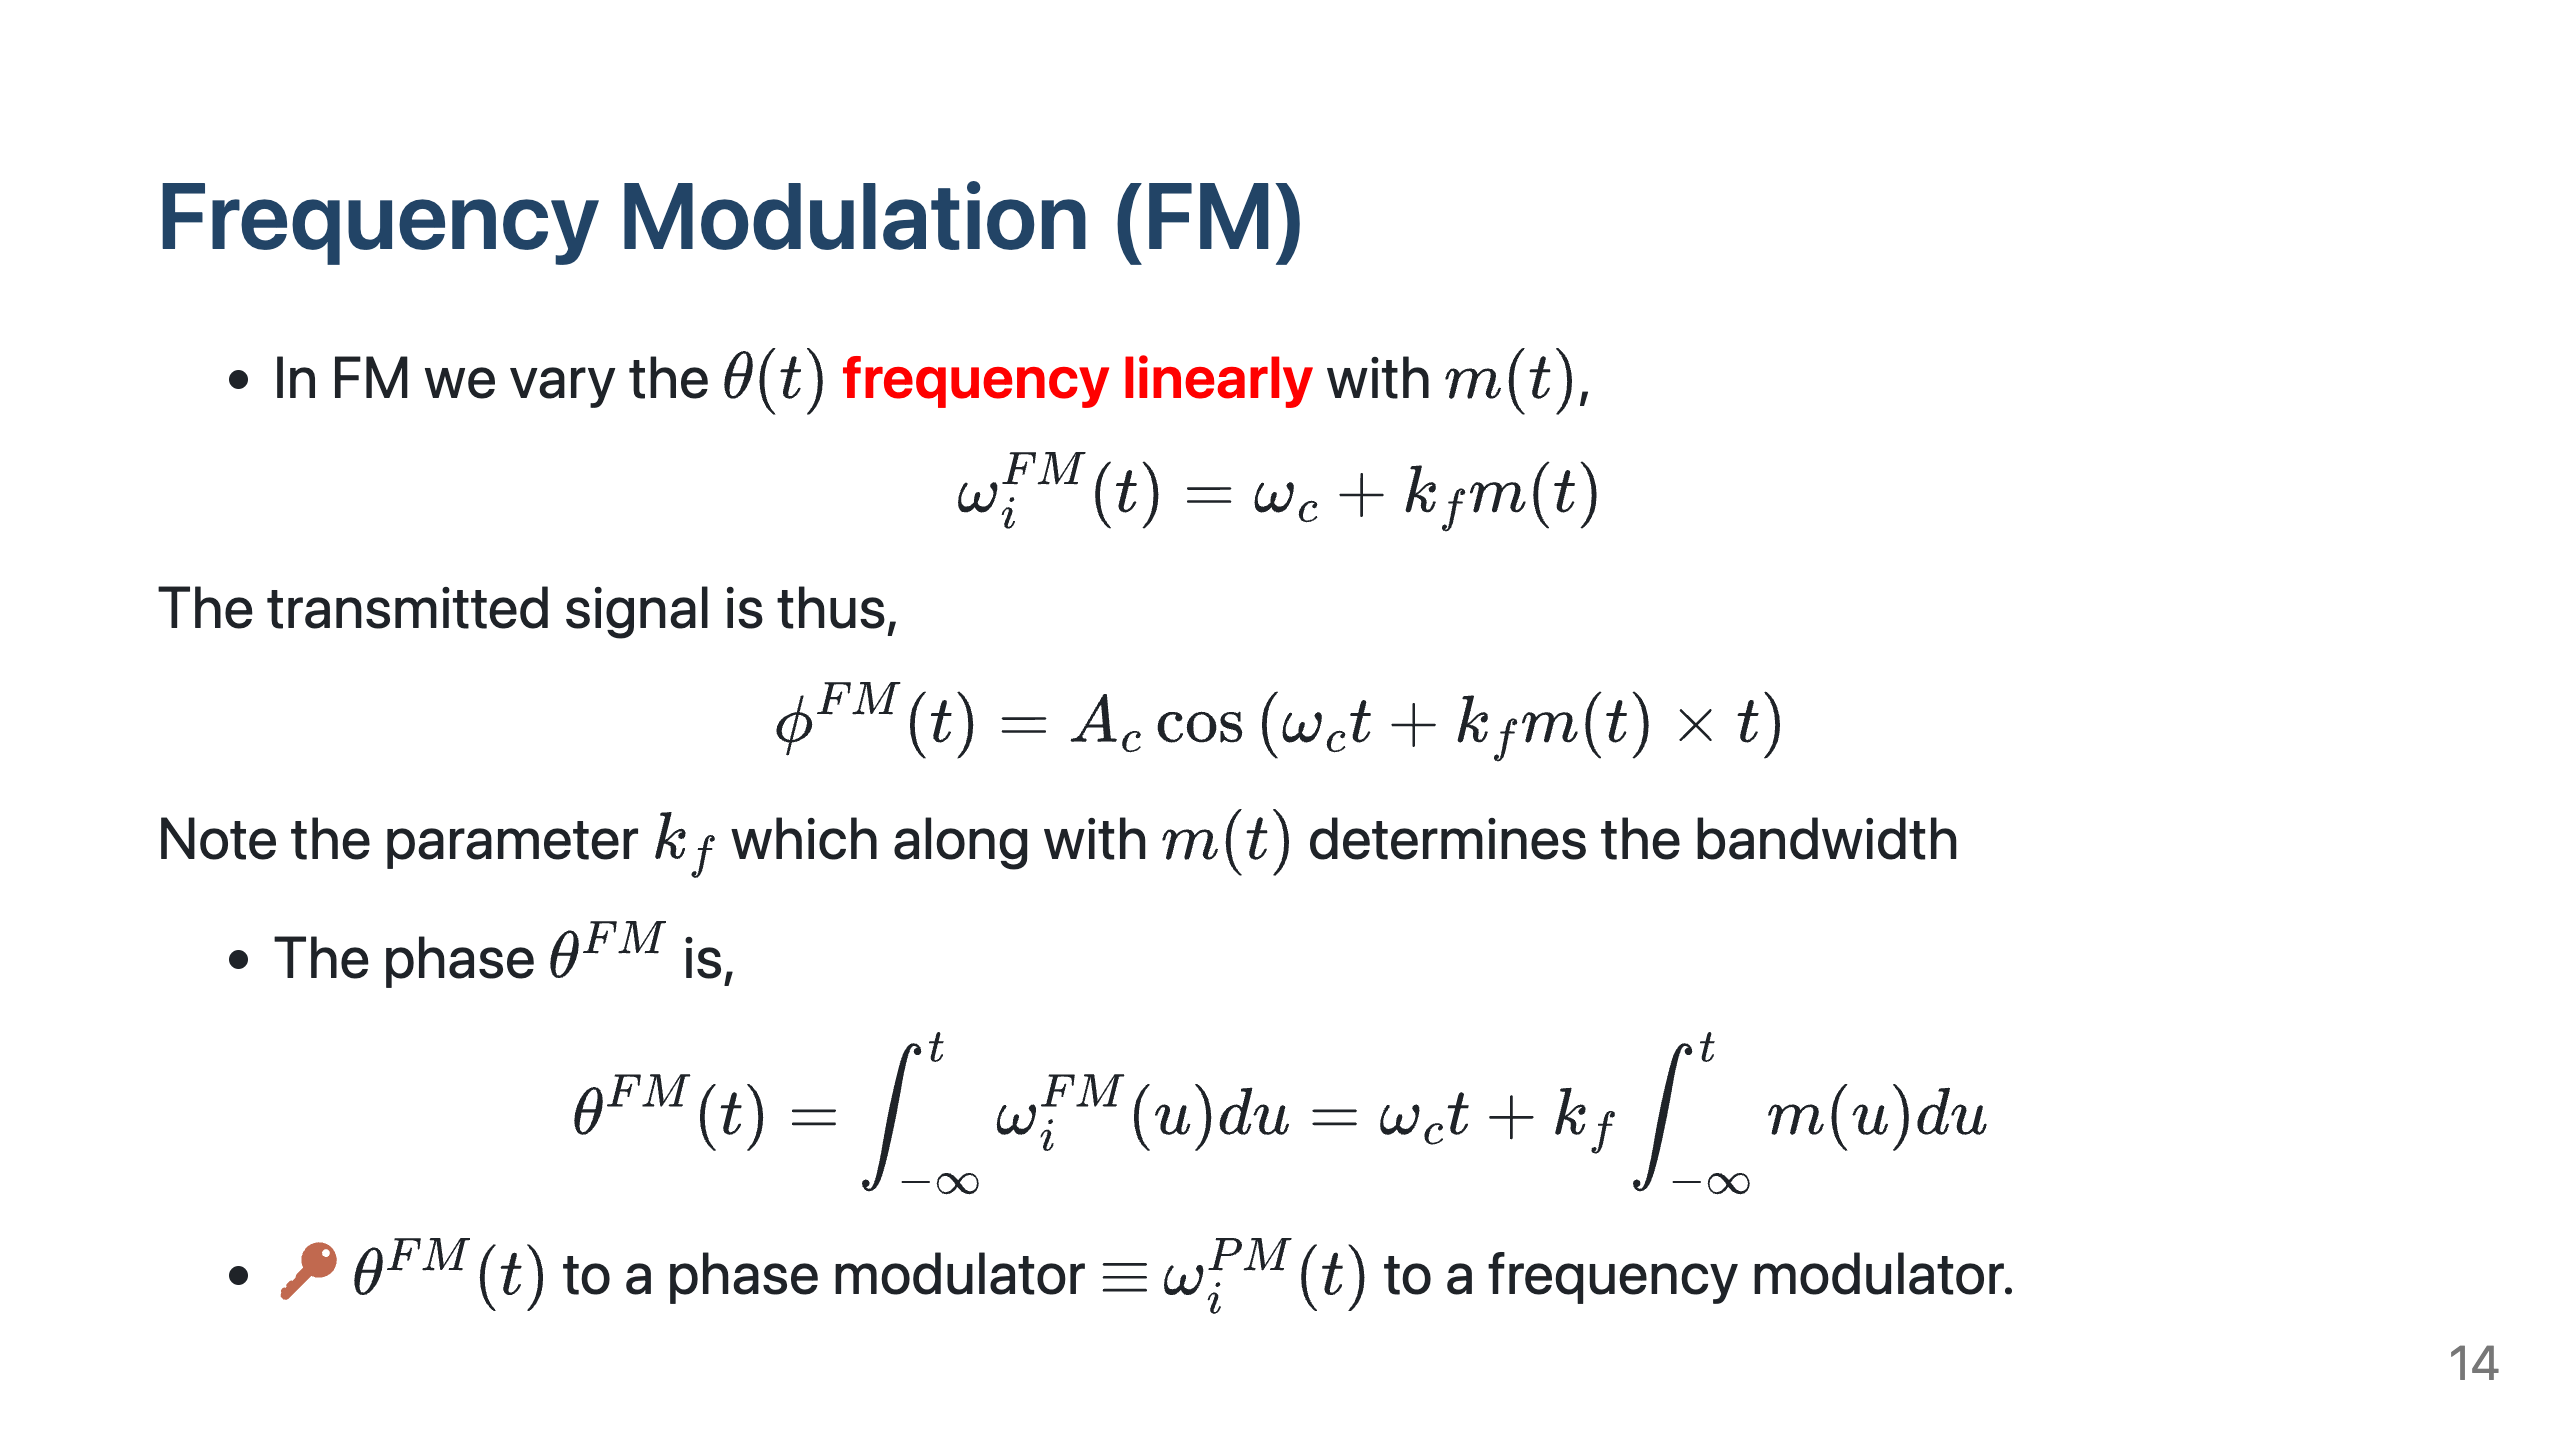 Frequency Modulation (FM)
• In FM we vary the θ(t) frequency linearly with m(t),
ω_i^{FM}(t) = ω_c + k_f m(t)
The transmitted signal is thus,
ϕ^{FM}(t) = A_c cos (ω_c t + k_f m(t) × t)
Note the parameter k_f which along with m(t) determines the bandwidth
• The phase θ^{FM} is,
θ^{FM}(t) = ∫_{−∞}^{t} ω_i^{FM}(u)du = ω_c t + k_f ∫_{−∞}^{t} m(u)du
• 🔑 θ^{FM}(t) to a phase modulator ≡ ω_i^{PM}(t) to a frequency modulator.
14